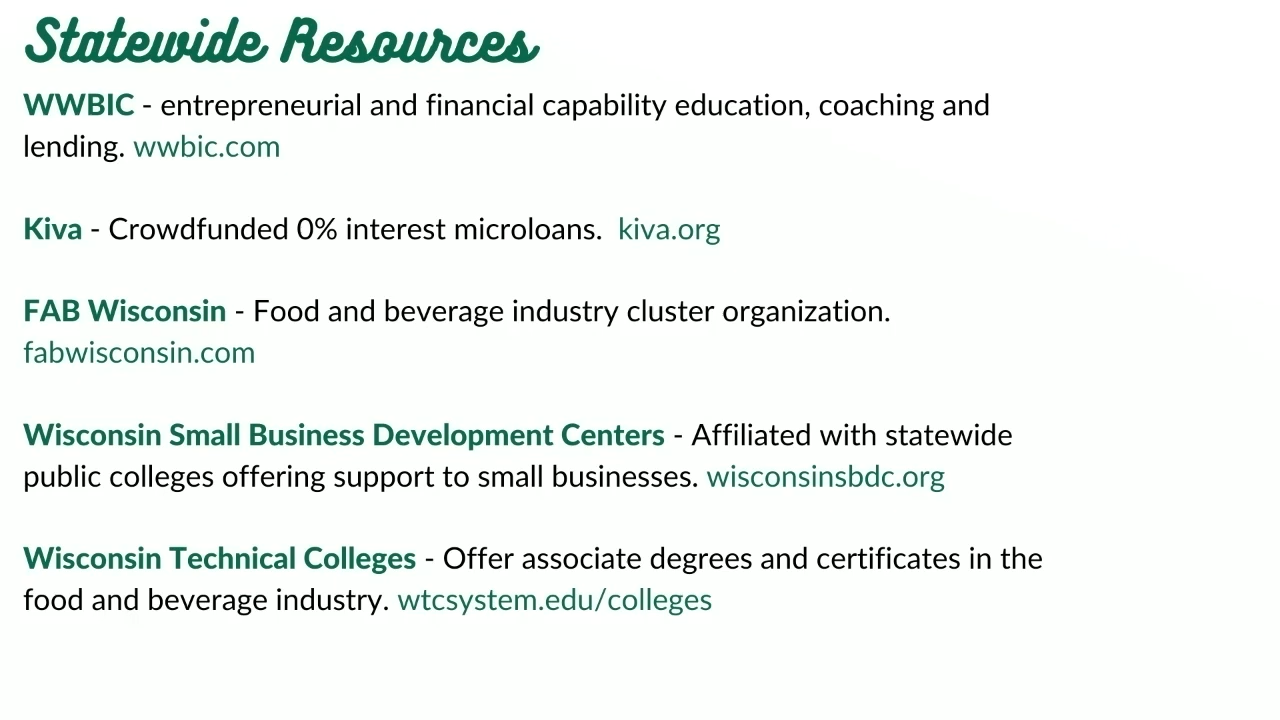 Statewide Resources
WWBIC - entrepreneurial and financial capability education, coaching and
lending. wwbic.com
Kiva - Crowdfunded 0% interest microloans.  kiva.org
FAB Wisconsin - Food and beverage industry cluster organization.
fabwisconsin.com
Wisconsin Small Business Development Centers - Affiliated with statewide
public colleges offering support to small businesses. wisconsinsbdc.org
Wisconsin Technical Colleges - Offer associate degrees and certificates in the
food and beverage industry. wtcsystem.edu/colleges